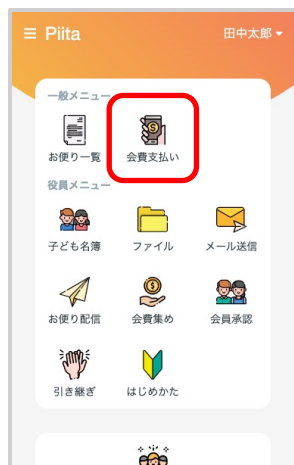 ≡ Piita 田中太郎 ▾
一般メニュー
お便り一覧 会費支払い
役員メニュー
子ども名簿 ファイル メール送信
お便り配信 会費集め 会員承認
引き継ぎ はじめかた